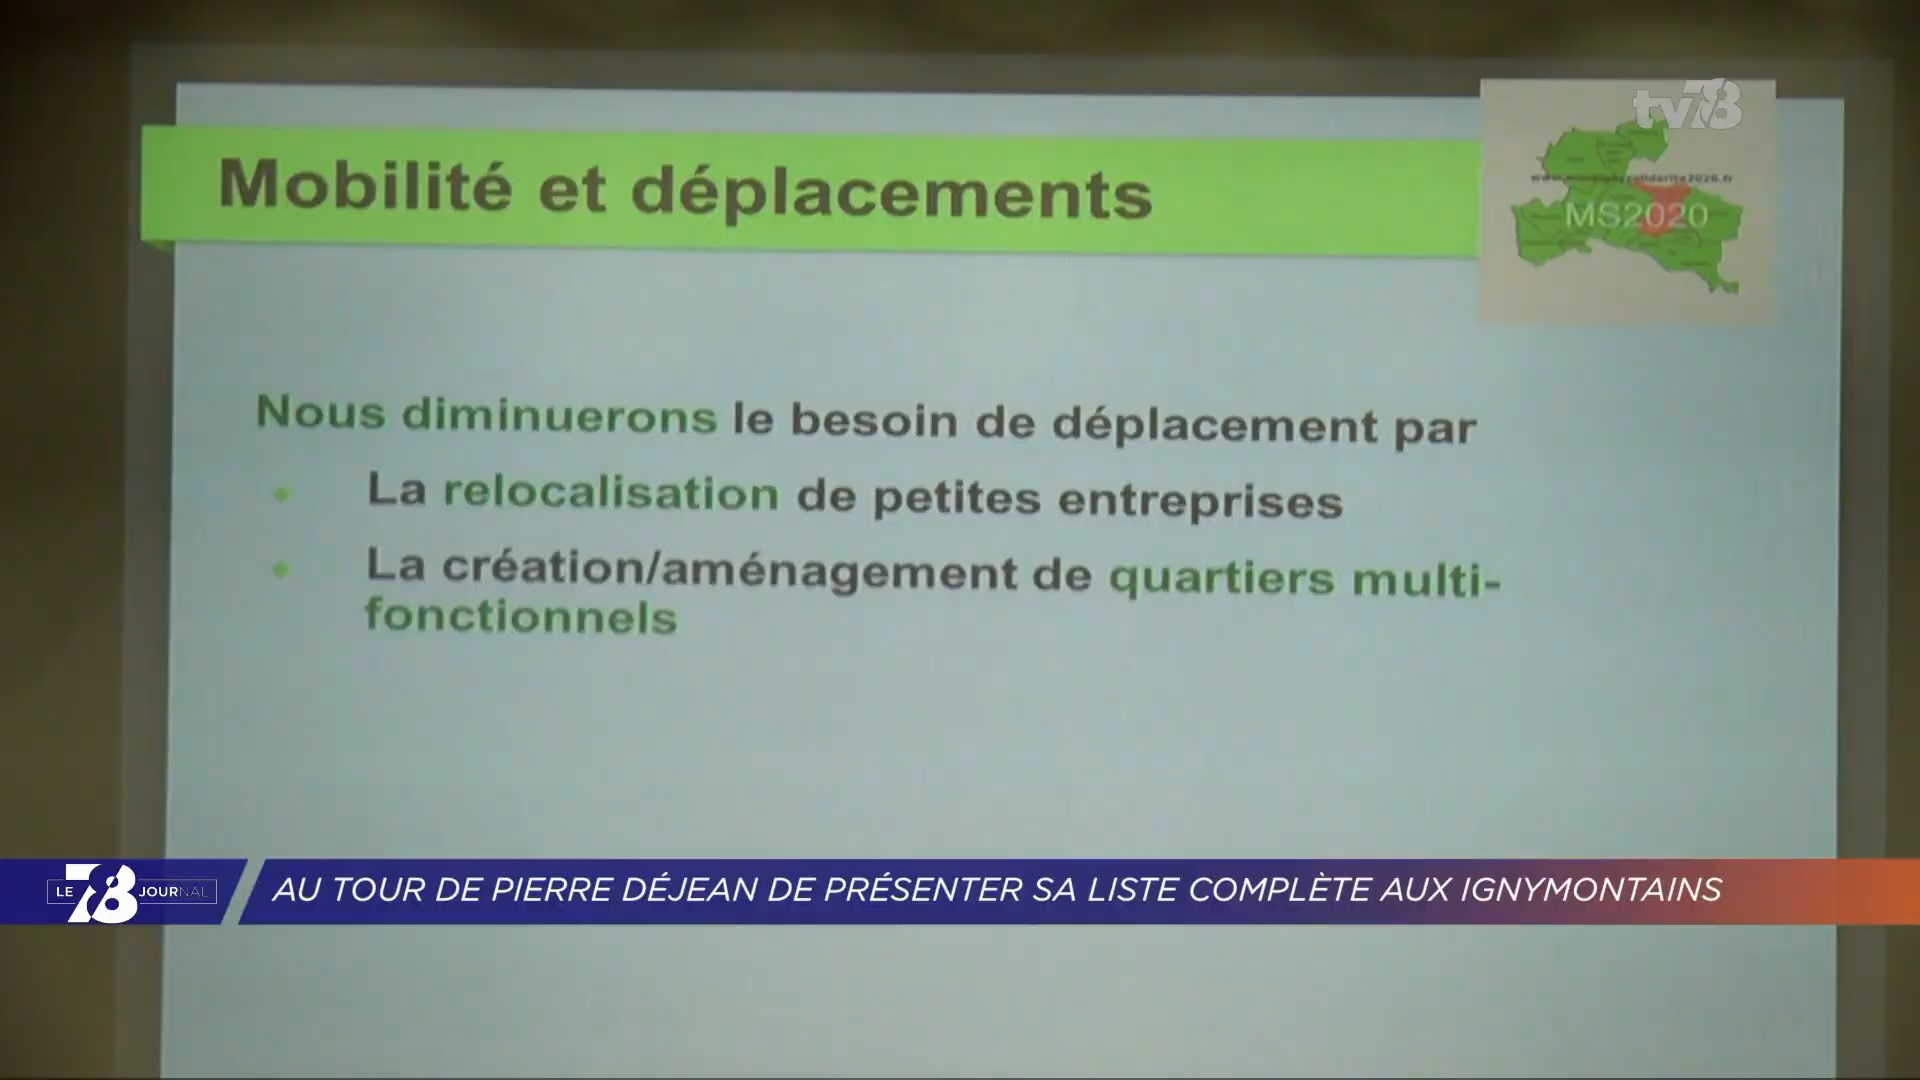 tv78
Mobilité et déplacements
MS2020
Nous diminuerons le besoin de déplacement par
La relocalisation de petites entreprises
La création/aménagement de quartiers multi-
fonctionnels
LE 78 JOURNAL
AU TOUR DE PIERRE DÉJEAN DE PRÉSENTER SA LISTE COMPLÈTE AUX IGNYMONTAINS